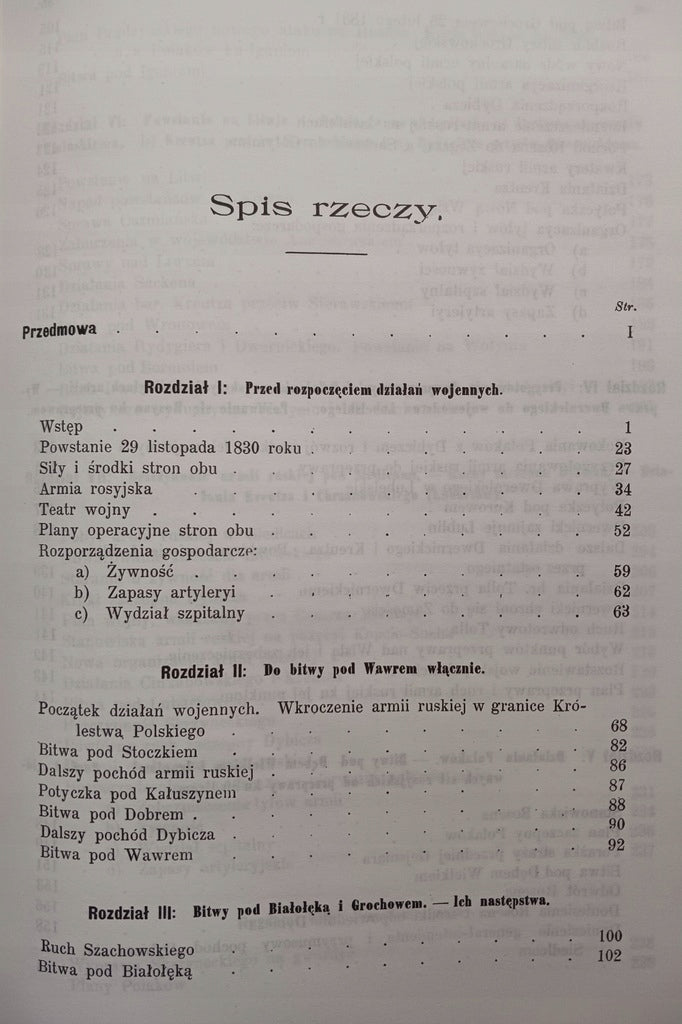 Spis rzeczy.
Str.
Przedmowa . . . . . . . . . . . . I
Rozdział I: Przed rozpoczęciem działań wojennych.
Wstęp . . . . . . . . . . . . 1
Powstanie 29 listopada 1830 roku . . . . . . . 23
Siły i środki stron obu . . . . . . . . . 27
Armia rosyjska . . . . . . . . . . 34
Teatr wojny . . . . . . . . . . . 42
Plany operacyjne stron obu . . . . . . . . 52
Rozporządzenia gospodarcze:
a) Żywność . . . . . . . . . . 59
b) Zapasy artyleryi . . . . . . . . 62
c) Wydział szpitalny . . . . . . . . 63
Rozdział II: Do bitwy pod Wawrem włącznie.
Początek działań wojennych. Wkroczenie armii ruskiej w granice Kró-
lestwa Polskiego . . . . . . . . . 68
Bitwa pod Stoczkiem . . . . . . . . . 82
Dalszy pochód armii ruskiej . . . . . . . . 86
Potyczka pod Kałuszynem . . . . . . . . 87
Bitwa pod Dobrem . . . . . . . . . . 88
Dalszy pochód Dybicza . . . . . . . . . 90
Bitwa pod Wawrem . . . . . . . . . 92
Rozdział III: Bitwy pod Białołęką i Grochowem. — Ich następstwa.
Ruch Szachowskiego . . . . . . . . . 100
Bitwa pod Białołęką . . . . . . . . . 102